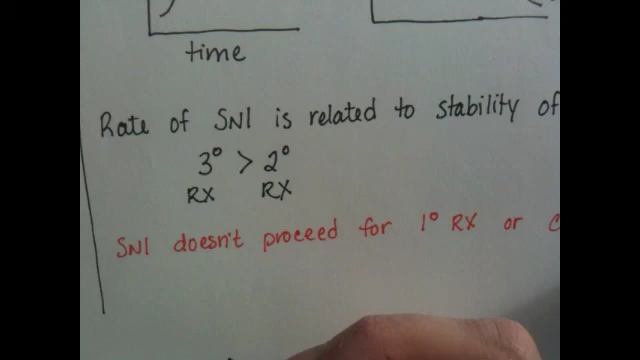 time
Rate of SN1 is related to stability of
3° > 2°
RX RX
SN1 doesn't proceed for 1° RX or